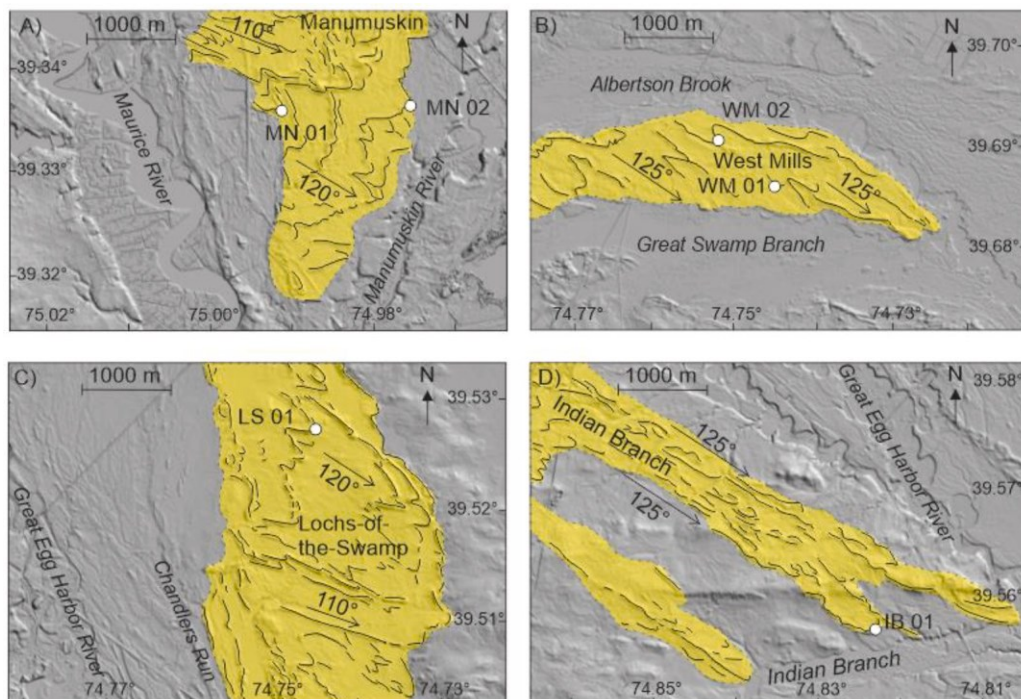 A)
1000 m
Manumuskin
N
110°
39.34°
Maurice River
MN 01
MN 02
39.33°
120°
Manumuskin River
39.32°
75.02°
75.00°
74.98°
B)
1000 m
N
39.70°
Albertson Brook
WM 02
39.69°
West Mills
125°
WM 01
125°
Great Swamp Branch
39.68°
74.77°
74.75°
74.73°
C)
1000 m
N
39.53°
LS 01
120°
39.52°
Lochs-of-
the-Swamp
Great Egg Harbor River
Chandlers Run
110°
39.51°
74.77°
74.75°
74.73°
D)
1000 m
Great Egg Harbor River
39.58°
N
Indian Branch
125°
125°
39.57°
39.56°
IB 01
Indian Branch
74.85°
74.83°
74.81°